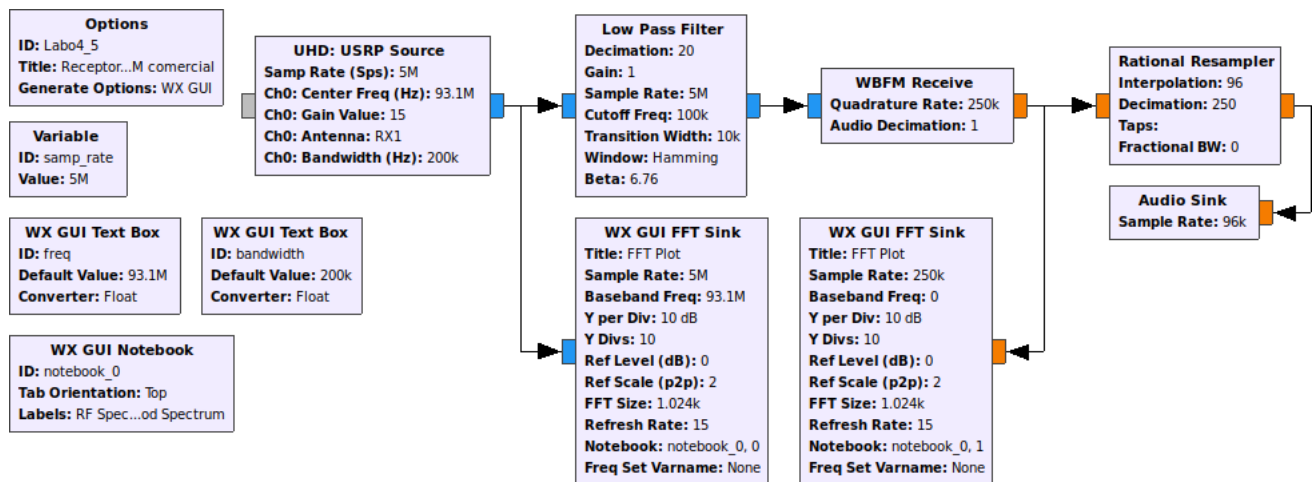 Options
ID: Labo4_5
Title: Receptor...M comercial
Generate Options: WX GUI
Variable
ID: samp_rate
Value: 5M
WX GUI Text Box
ID: freq
Default Value: 93.1M
Converter: Float
WX GUI Text Box
ID: bandwidth
Default Value: 200k
Converter: Float
WX GUI Notebook
ID: notebook_0
Tab Orientation: Top
Labels: RF Spec...od Spectrum
UHD: USRP Source
Samp Rate (Sps): 5M
Ch0: Center Freq (Hz): 93.1M
Ch0: Gain Value: 15
Ch0: Antenna: RX1
Ch0: Bandwidth (Hz): 200k
Low Pass Filter
Decimation: 20
Gain: 1
Sample Rate: 5M
Cutoff Freq: 100k
Transition Width: 10k
Window: Hamming
Beta: 6.76
WBFM Receive
Quadrature Rate: 250k
Audio Decimation: 1
Rational Resampler
Interpolation: 96
Decimation: 250
Taps:
Fractional BW: 0
Audio Sink
Sample Rate: 96k
WX GUI FFT Sink
Title: FFT Plot
Sample Rate: 5M
Baseband Freq: 93.1M
Y per Div: 10 dB
Y Divs: 10
Ref Level (dB): 0
Ref Scale (p2p): 2
FFT Size: 1.024k
Refresh Rate: 15
Notebook: notebook_0, 0
Freq Set Varname: None
WX GUI FFT Sink
Title: FFT Plot
Sample Rate: 250k
Baseband Freq: 0
Y per Div: 10 dB
Y Divs: 10
Ref Level (dB): 0
Ref Scale (p2p): 2
FFT Size: 1.024k
Refresh Rate: 15
Notebook: notebook_0, 1
Freq Set Varname: None